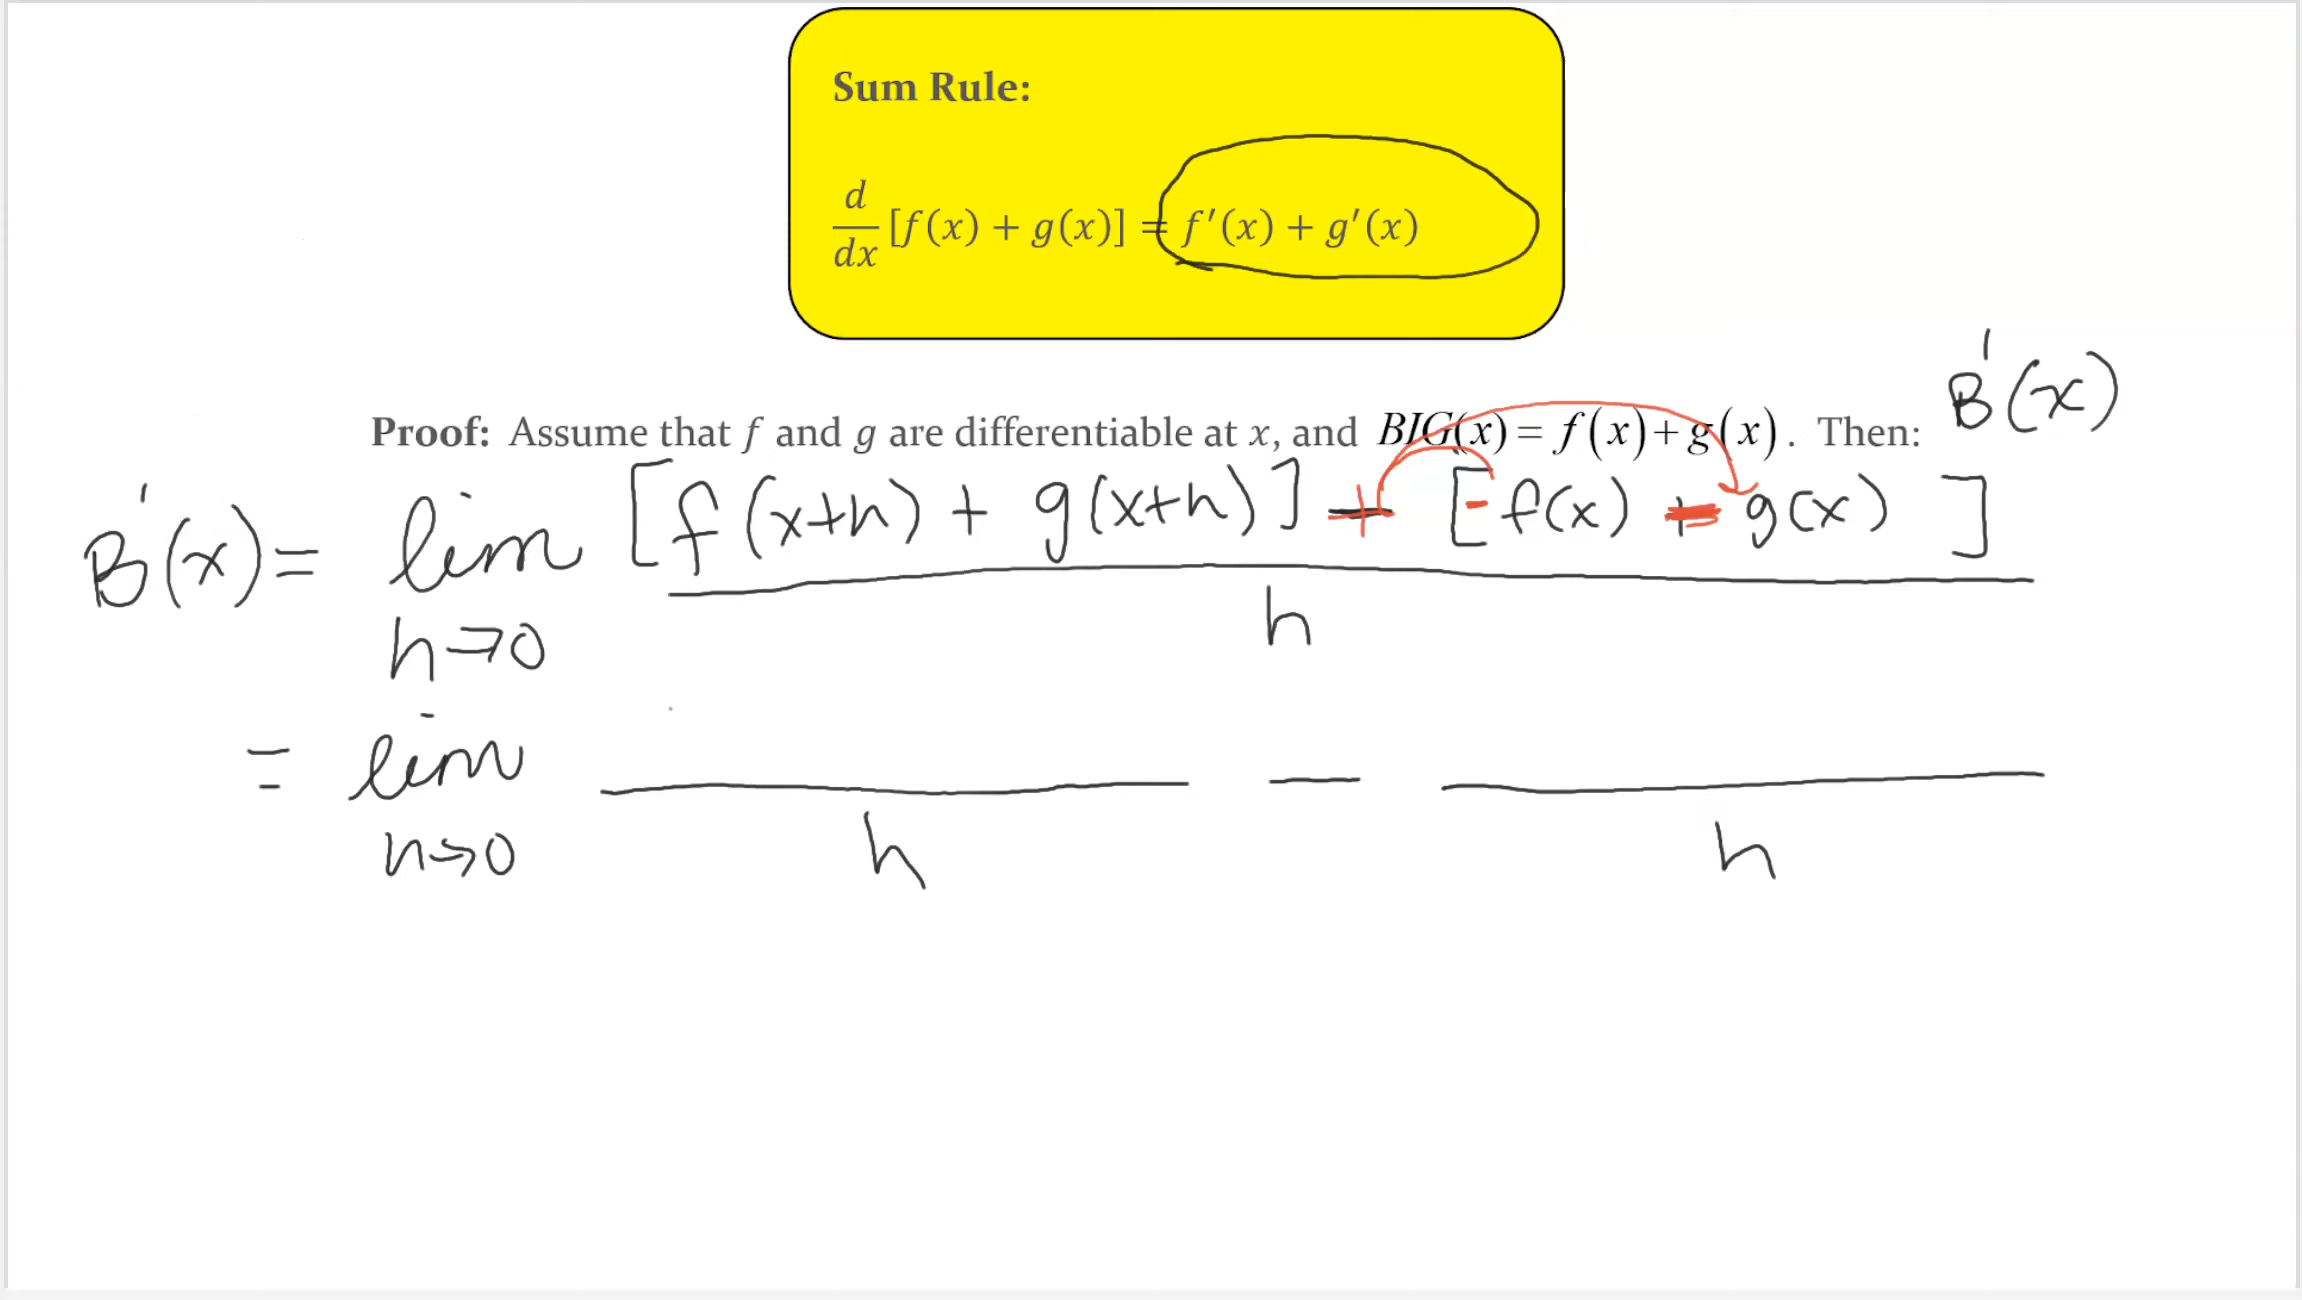 Sum Rule:
d/dx [f(x) + g(x)] = f′(x) + g′(x)
B′(x)
Proof: Assume that f and g are differentiable at x, and BIG(x) = f(x) + g(x). Then:
B′(x) = lim [f(x+h) + g(x+h)] + [-f(x) - g(x)]
h→0
h
= lim —
h→0
h
h